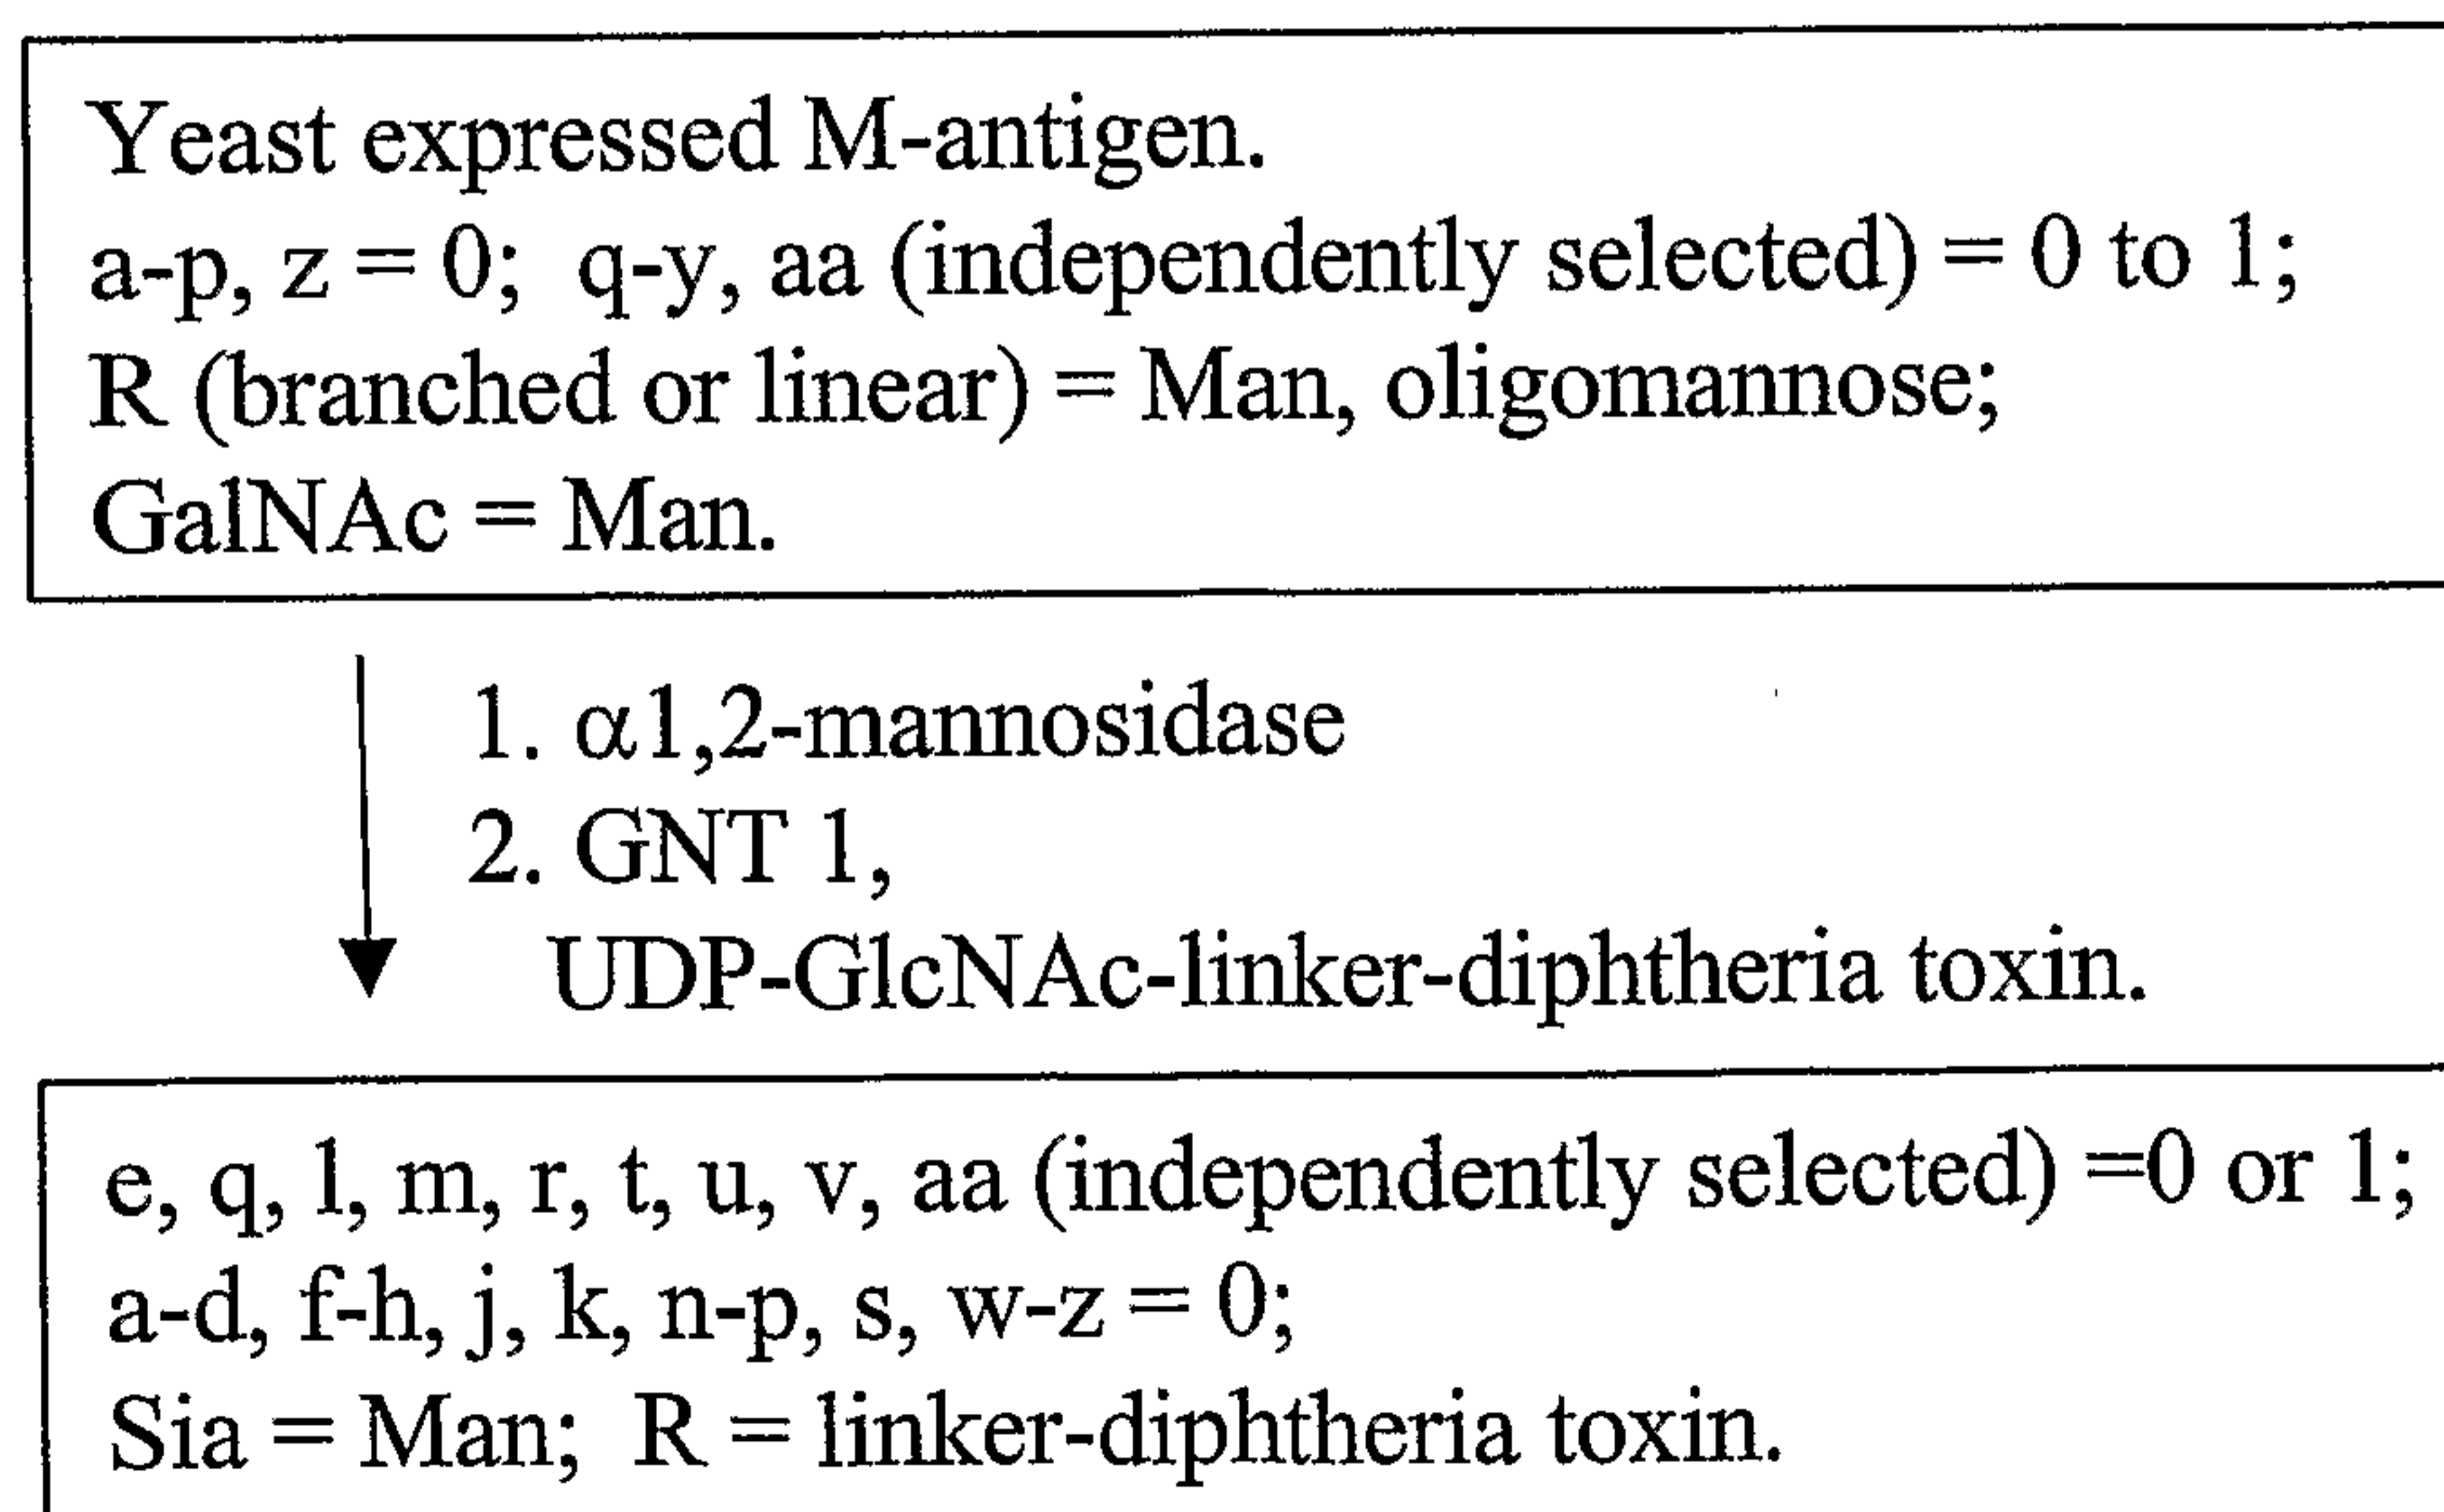 Yeast expressed M-antigen.
a-p, z = 0; q-y, aa (independently selected) = 0 to 1;
R (branched or linear) = Man, oligomannose;
GalNAc = Man.
1. α1,2-mannosidase
2. GNT 1,
UDP-GlcNAc-linker-diphtheria toxin.
e, q, l, m, r, t, u, v, aa (independently selected) =0 or 1;
a-d, f-h, j, k, n-p, s, w-z = 0;
Sia = Man; R = linker-diphtheria toxin.